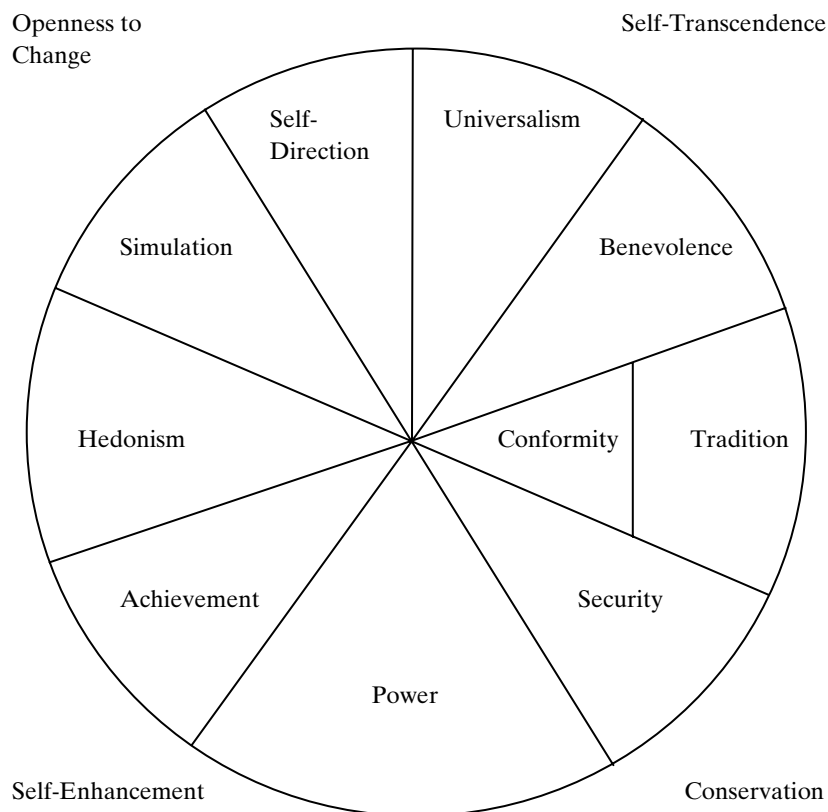 Openness to
Change
Self-Transcendence
Self-
Direction
Universalism
Simulation
Benevolence
Hedonism
Conformity
Tradition
Achievement
Security
Power
Self-Enhancement
Conservation